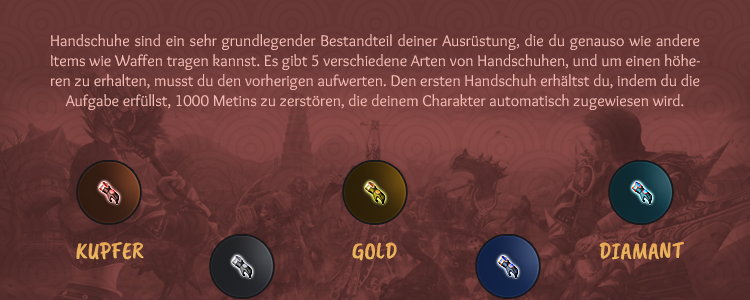 Handschuhe sind ein sehr grundlegender Bestandteil deiner Ausrüstung, die du genauso wie andere
Items wie Waffen tragen kannst. Es gibt 5 verschiedene Arten von Handschuhen, und um einen höhe-
ren zu erhalten, musst du den vorherigen aufwerten. Den ersten Handschuh erhältst du, indem du die
Aufgabe erfüllst, 1000 Metins zu zerstören, die deinem Charakter automatisch zugewiesen wird.
KUPFER
GOLD
DIAMANT